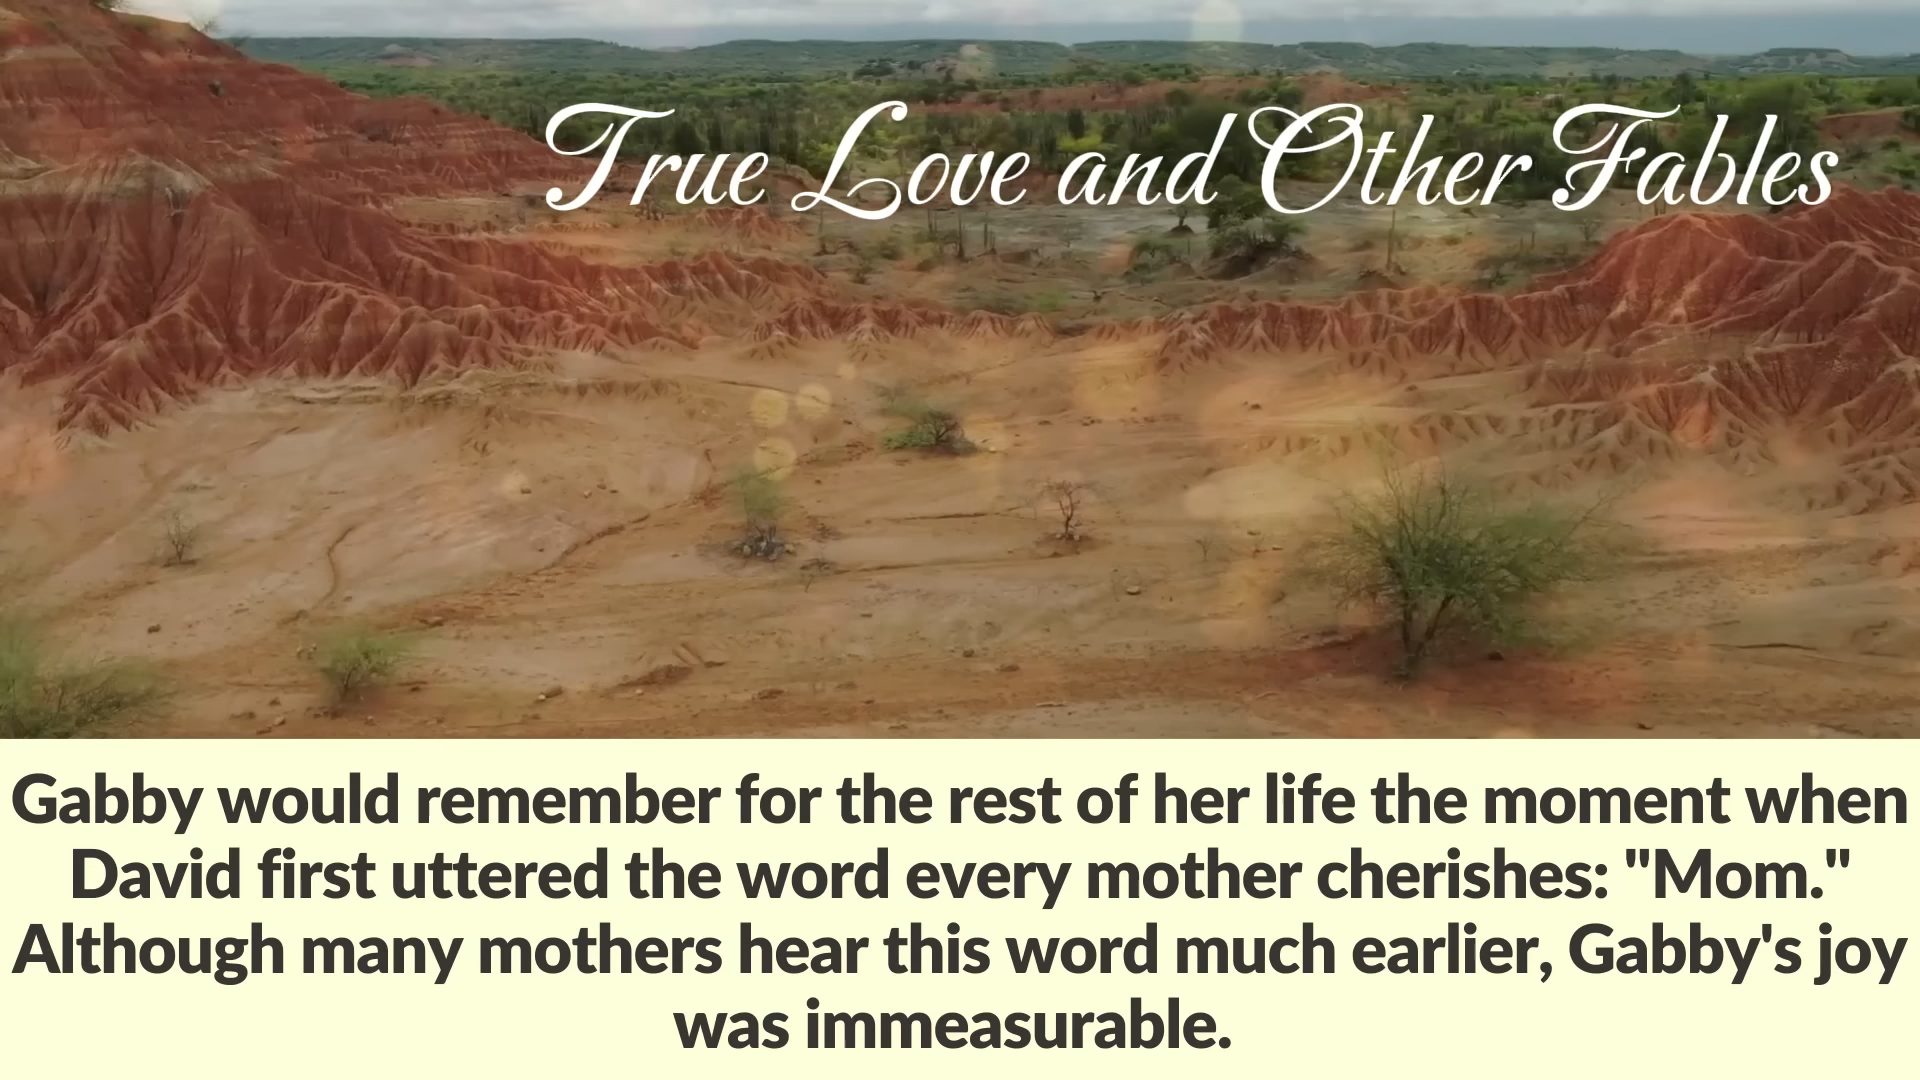 True Love and Other Fables
Gabby would remember for the rest of her life the moment when
David first uttered the word every mother cherishes: "Mom."
Although many mothers hear this word much earlier, Gabby's joy
was immeasurable.